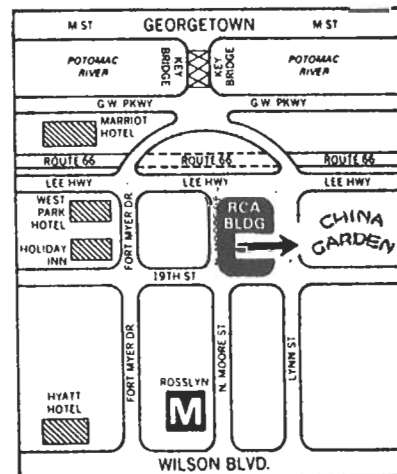 M ST
GEORGETOWN
M ST
POTOMAC
RIVER
KEY
BRIDGE
KEY
BRIDGE
POTOMAC
RIVER
G.W. PKWY
G.W. PKWY
MARRIOT
HOTEL
ROUTE 66
ROUTE 66
ROUTE 66
LEE HWY
LEE HWY
LEE HWY
WEST
PARK
HOTEL
FORT MYER DR
RCA
BLDG
CHINA
GARDEN
HOLIDAY
INN
19TH ST
FORT MYER DR
N. MOORE ST
LYNN ST
ROSSLYN
M
HYATT
HOTEL
WILSON BLVD.